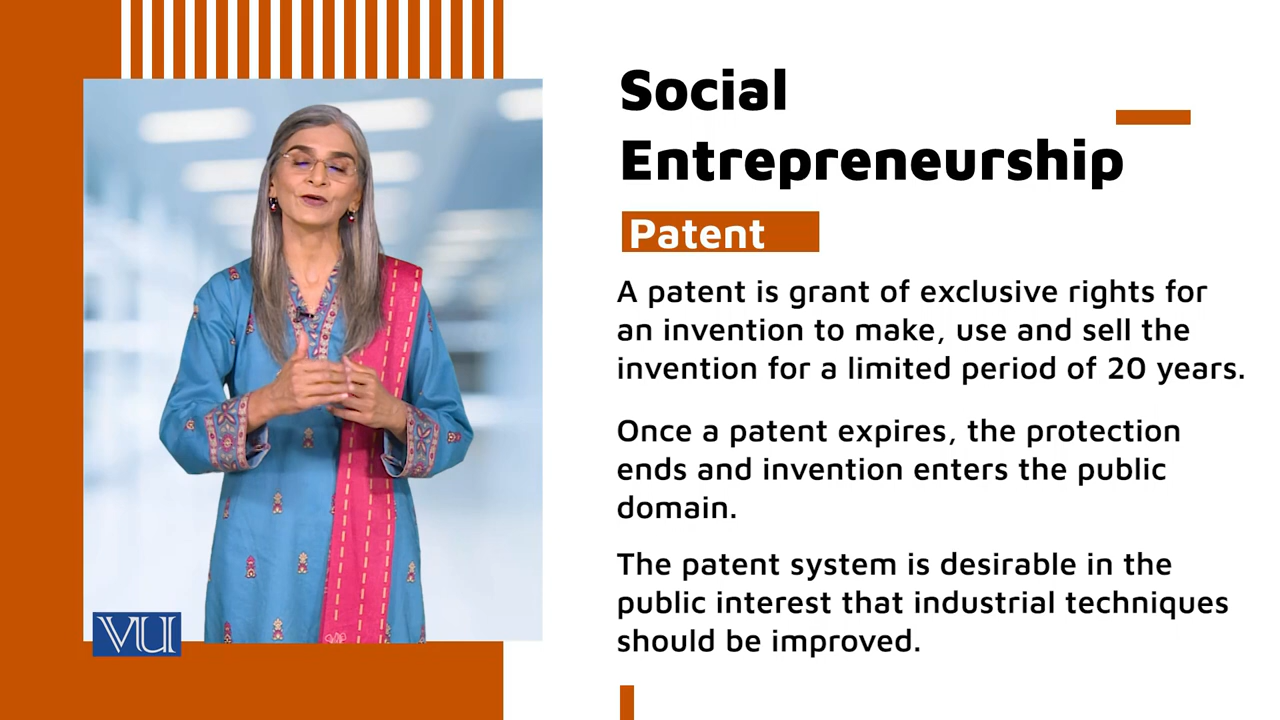 Social
Entrepreneurship
Patent
A patent is grant of exclusive rights for
an invention to make, use and sell the
invention for a limited period of 20 years.
Once a patent expires, the protection
ends and invention enters the public
domain.
The patent system is desirable in the
public interest that industrial techniques
should be improved.
VU